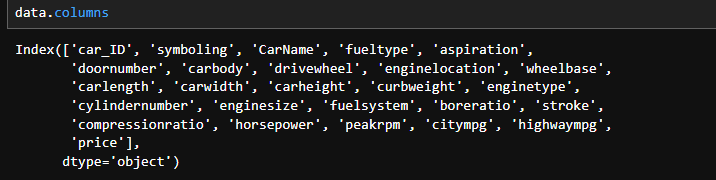 data.columns
Index(['car_ID', 'symboling', 'CarName', 'fueltype', 'aspiration',
'doornumber', 'carbody', 'drivewheel', 'enginelocation', 'wheelbase',
'carlength', 'carwidth', 'carheight', 'curbweight', 'enginetype',
'cylindernumber', 'enginesize', 'fuelsystem', 'boreratio', 'stroke',
'compressionratio', 'horsepower', 'peakrpm', 'citympg', 'highwaympg',
'price'],
dtype='object')